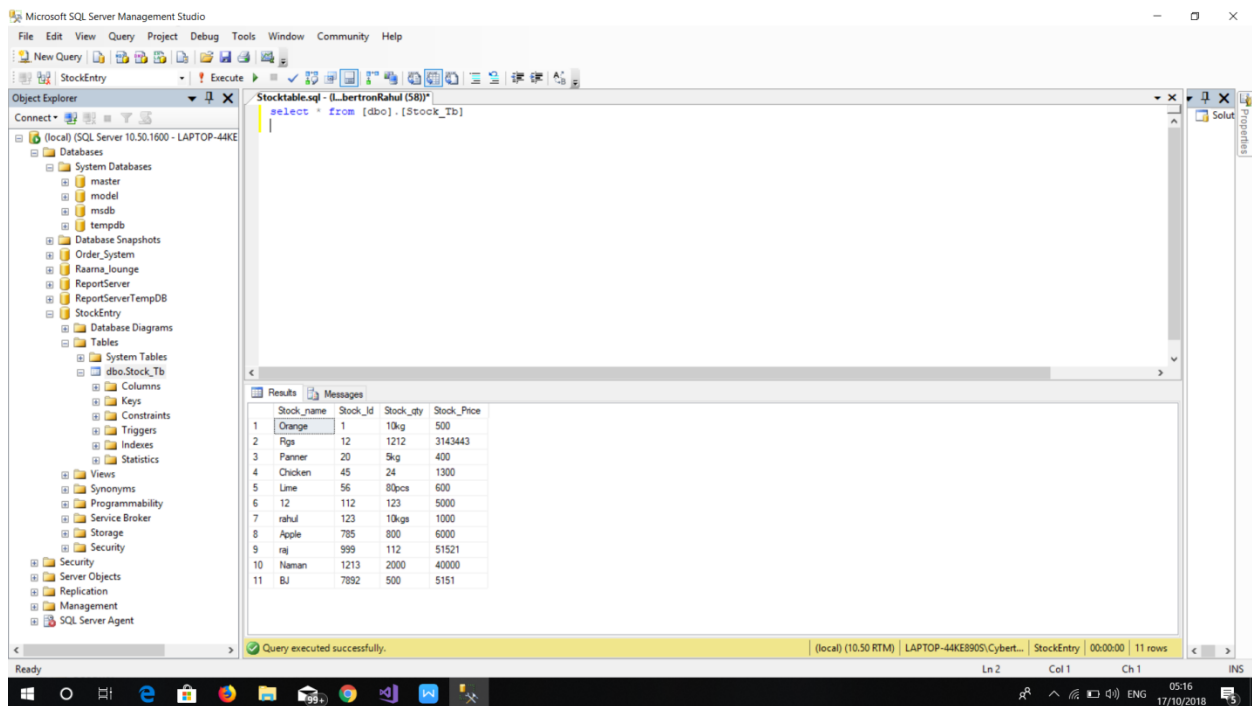 Microsoft SQL Server Management Studio
File Edit View Query Project Debug Tools Window Community Help
New Query
StockEntry Execute
Object Explorer
Connect
(local) (SQL Server 10.50.1600 - LAPTOP-44KE
Databases
System Databases
master
model
msdb
tempdb
Database Snapshots
Order_System
Raama_lounge
ReportServer
ReportServerTempDB
StockEntry
Database Diagrams
Tables
System Tables
dbo.Stock_Tb
Columns
Keys
Constraints
Triggers
Indexes
Statistics
Views
Synonyms
Programmability
Service Broker
Storage
Security
Security
Server Objects
Replication
Management
SQL Server Agent
Stocktable.sql - (l...bertronRahul (58))*
select * from [dbo].[Stock_Tb]
Solut
Properties
Results Messages
Stock_name Stock_Id Stock_qty Stock_Price
1 Orange 1 10kg 500
2 Rgs 12 1212 3143443
3 Panner 20 5kg 400
4 Chicken 45 24 1300
5 Lime 56 80pcs 600
6 12 112 123 5000
7 rahul 123 10kgs 1000
8 Apple 785 800 6000
9 raj 999 112 51521
10 Naman 1213 2000 40000
11 BJ 7892 500 5151
Query executed successfully. (local) (10.50 RTM) LAPTOP-44KE890S\Cybert... StockEntry 00:00:00 11 rows
Ready Ln 2 Col 1 Ch 1 INS
99+ ENG 05:16
17/10/2018 5